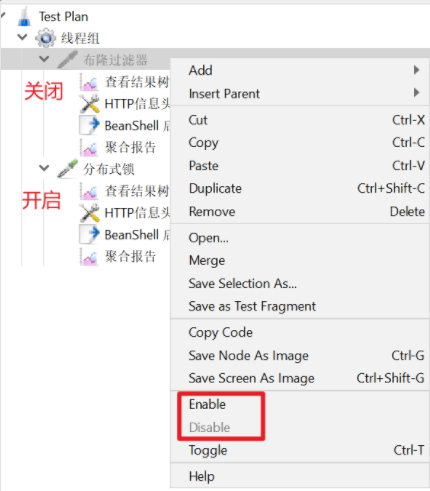 Test Plan
线程组
布隆过滤器
关闭
查看结果树
HTTP信息头
BeanShell 后
聚合报告
分布式锁
开启
查看结果树
HTTP信息头
BeanShell 后
聚合报告
Add
Insert Parent
Cut Ctrl-X
Copy Ctrl-C
Paste Ctrl-V
Duplicate Ctrl+Shift-C
Remove Delete
Open...
Merge
Save Selection As...
Save as Test Fragment
Copy Code
Save Node As Image Ctrl-G
Save Screen As Image Ctrl+Shift-G
Enable
Disable
Toggle Ctrl-T
Help